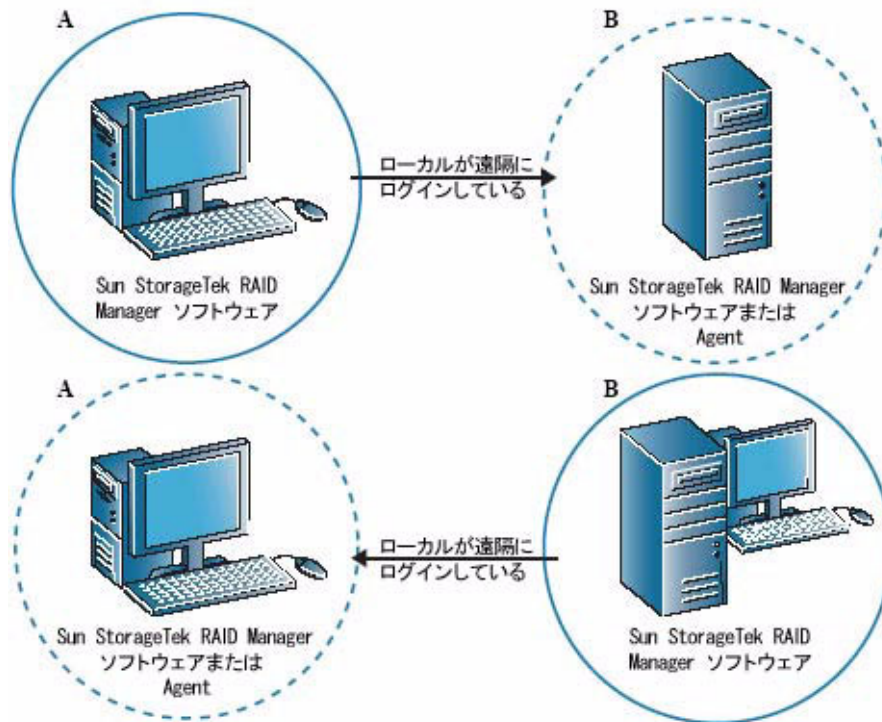 A
B
ローカルが遠隔に
ログインしている
Sun StorageTek RAID
Manager ソフトウェア
Sun StorageTek RAID Manager
ソフトウェアまたは
Agent
A
B
ローカルが遠隔に
ログインしている
Sun StorageTek RAID Manager
ソフトウェアまたは
Agent
Sun StorageTek RAID
Manager ソフトウェア